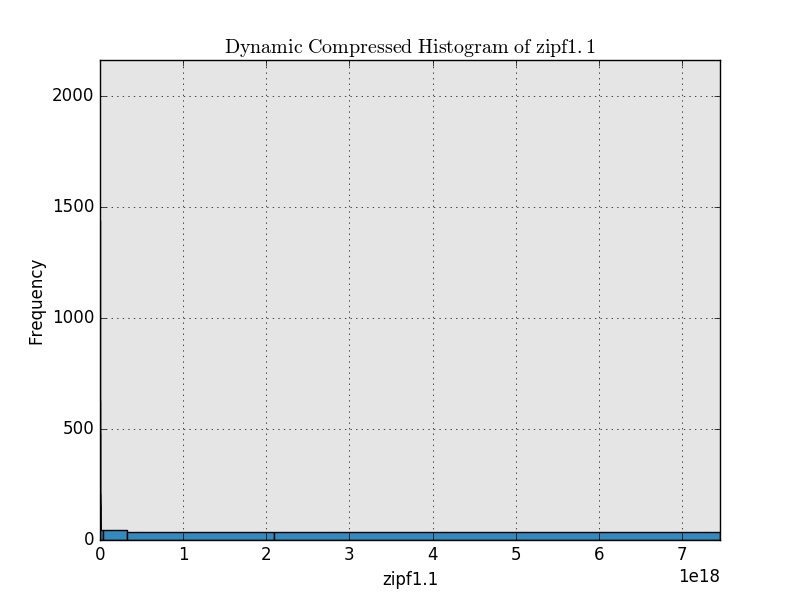 Dynamic Compressed Histogram of zipf1.1
2000
1500
1000
500
0
Frequency
0 1 2 3 4 5 6 7
1e18
zipf1.1